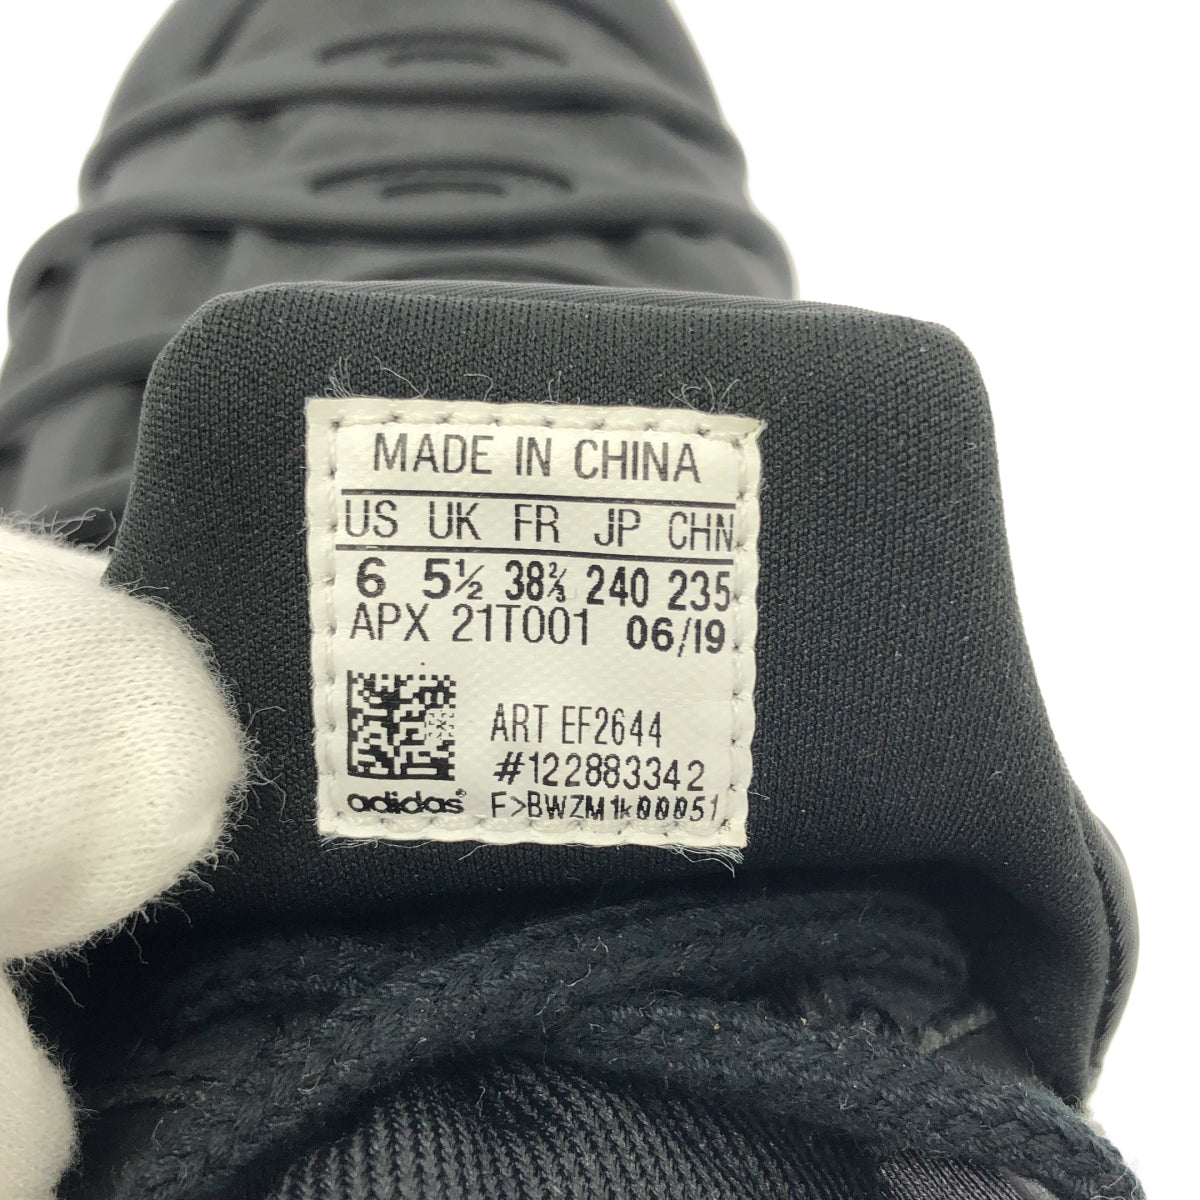 MADE IN CHINA
US UK FR JP CHN
6 5½ 38⅔ 240 235
APX 21T001 06/19
ART EF2644
#122883342
adidas® F>BWZM1k00051